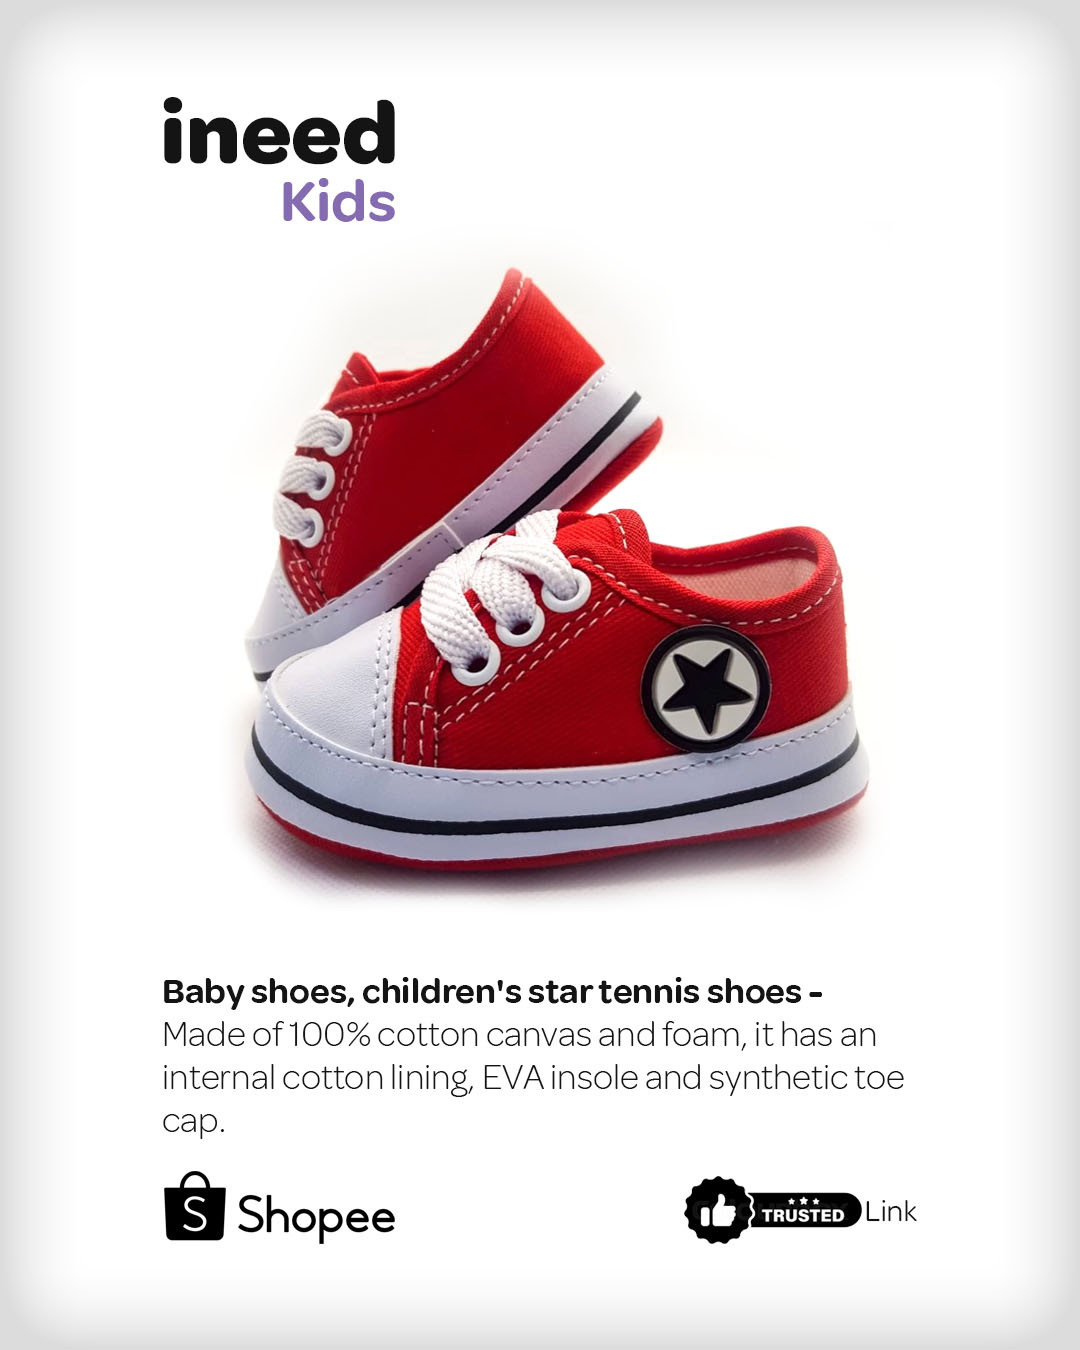 ineed
Kids
Baby shoes, children's star tennis shoes -
Made of 100% cotton canvas and foam, it has an
internal cotton lining, EVA insole and synthetic toe
cap.
S Shopee
TRUSTED Link